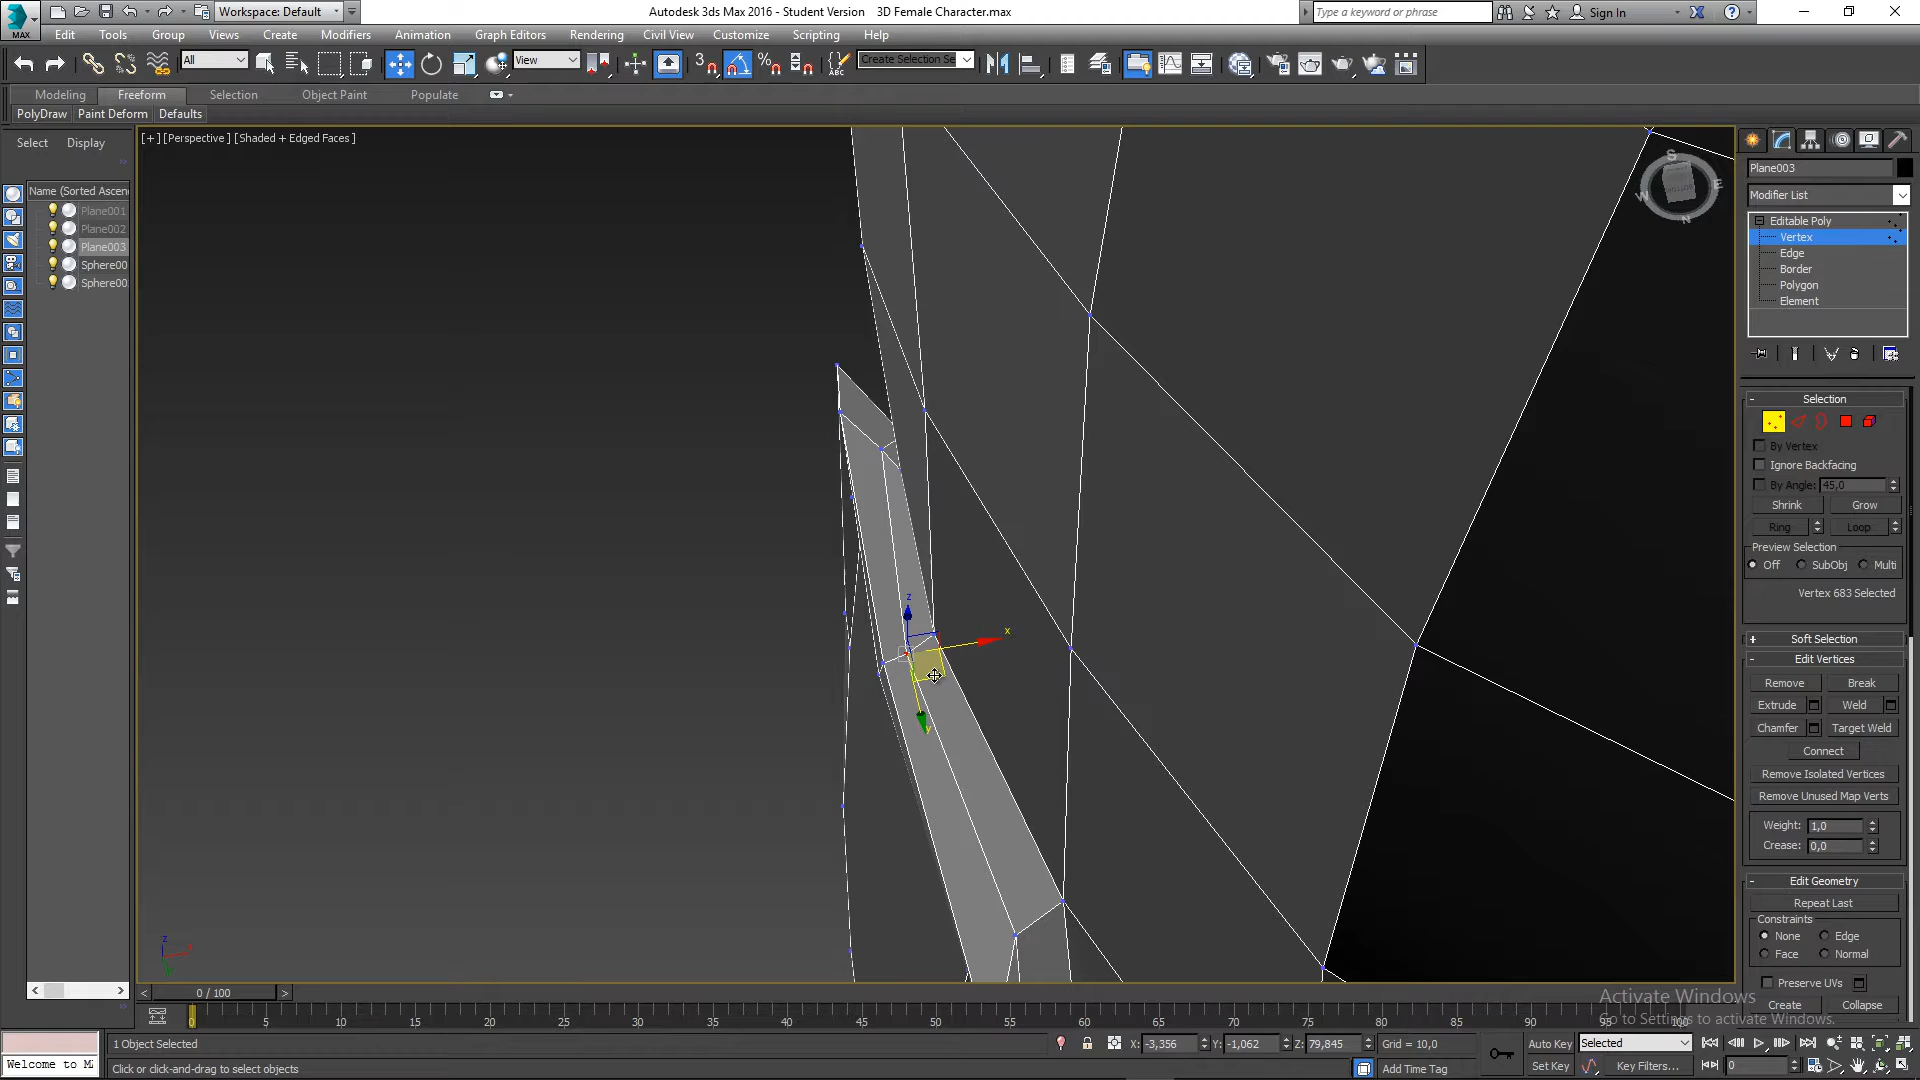 Workspace: Default
Autodesk 3ds Max 2016 - Student Version    3D Female Character.max
Type a keyword or phrase
Sign In
MAX
Edit Tools Group Views Create Modifiers Animation Graph Editors Rendering Civil View Customize Scripting Help
All
View
Create Selection Se
Modeling Freeform Selection Object Paint Populate
PolyDraw Paint Deform Defaults
Select Display
[+] [Perspective] [Shaded + Edged Faces]
Name (Sorted Ascen
Plane001
Plane002
Plane003
Sphere00
Sphere00
Plane003
Modifier List
Editable Poly
Vertex
Edge
Border
Polygon
Element
- Selection
By Vertex
Ignore Backfacing
By Angle: 45,0
Shrink Grow
Ring Loop
Preview Selection
Off SubObj Multi
Vertex 683 Selected
+ Soft Selection
- Edit Vertices
Remove Break
Extrude Weld
Chamfer Target Weld
Connect
Remove Isolated Vertices
Remove Unused Map Verts
Weight: 1,0
Crease: 0,0
- Edit Geometry
Repeat Last
Constraints
None Edge
Face Normal
Preserve UVs
Create Collapse
S
W E
N
z
x
y
z
Activate Windows
Go to Settings to activate Windows.
< 0 / 100 >
0 5 10 15 20 25 30 35 40 45 50 55 60 65 70 75 80 85 90 95 100
1 Object Selected
X: -3,356 Y: -1,062 Z: 79,845 Grid = 10,0
Auto Key Selected
Welcome to M
Click or click-and-drag to select objects
Add Time Tag
Set Key Key Filters... 0